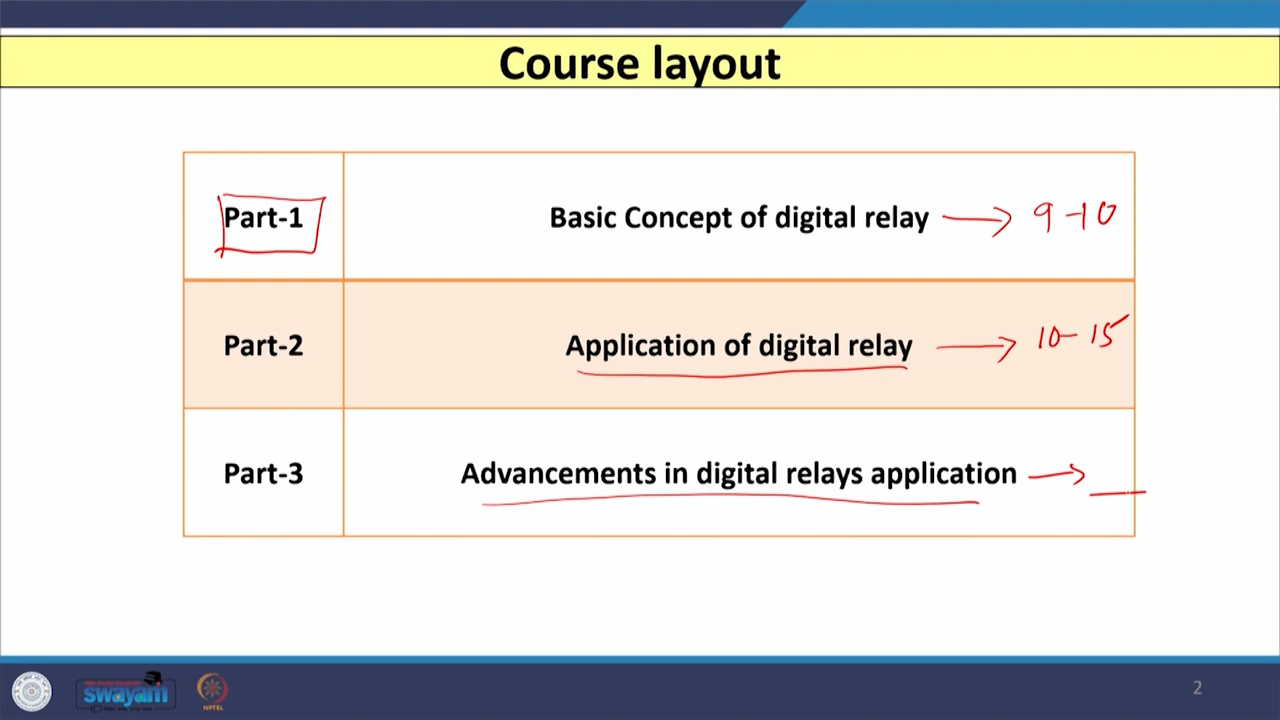 Course layout
Part-1 Basic Concept of digital relay → 9-10
Part-2 Application of digital relay → 10-15
Part-3 Advancements in digital relays application →
swayam
NPTEL
2